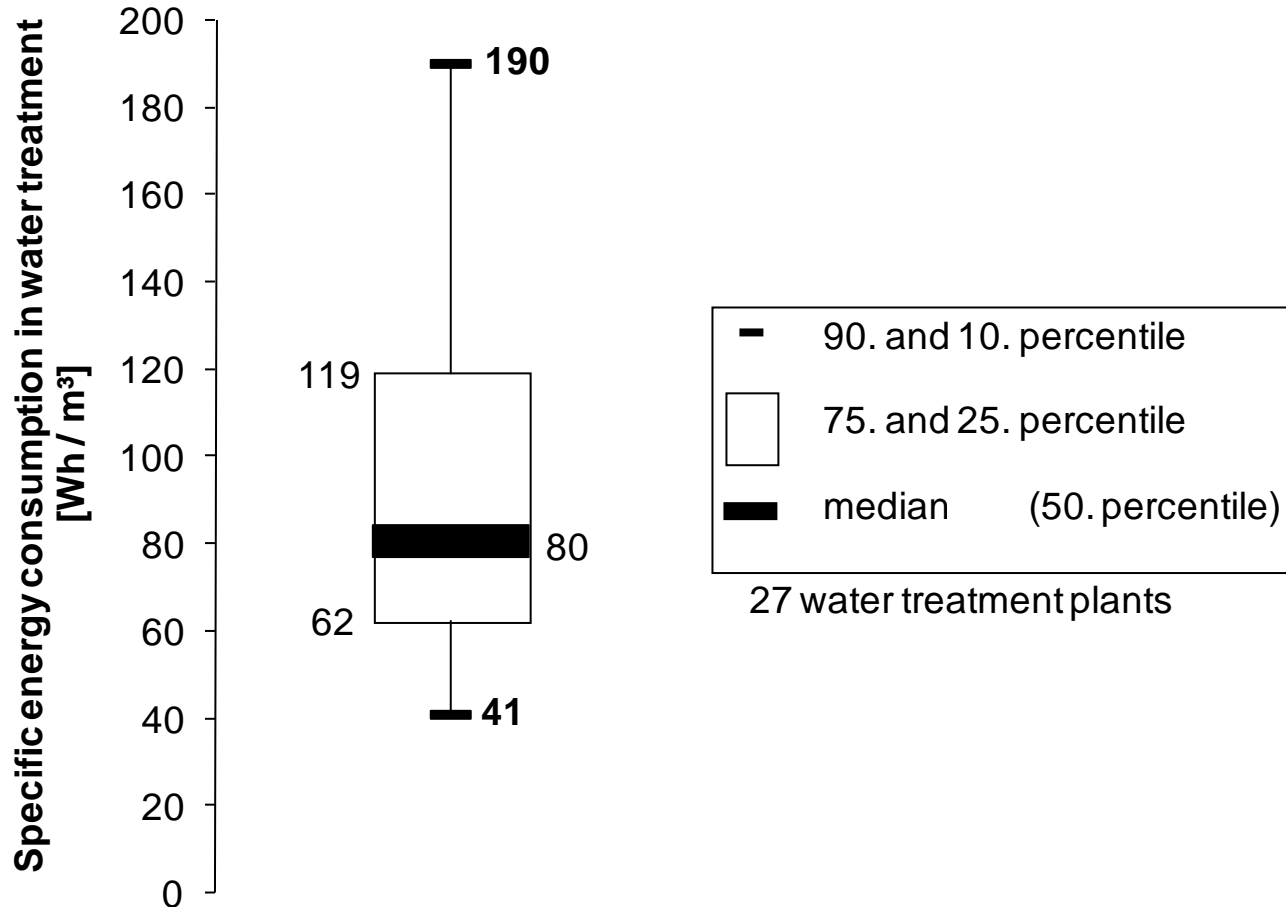 Specific energy consumption in water treatment
[Wh / m³]
200
180
160
140
120
100
80
60
40
20
0
190
119
80
62
41
90. and 10. percentile
75. and 25. percentile
median (50. percentile)
27 water treatment plants